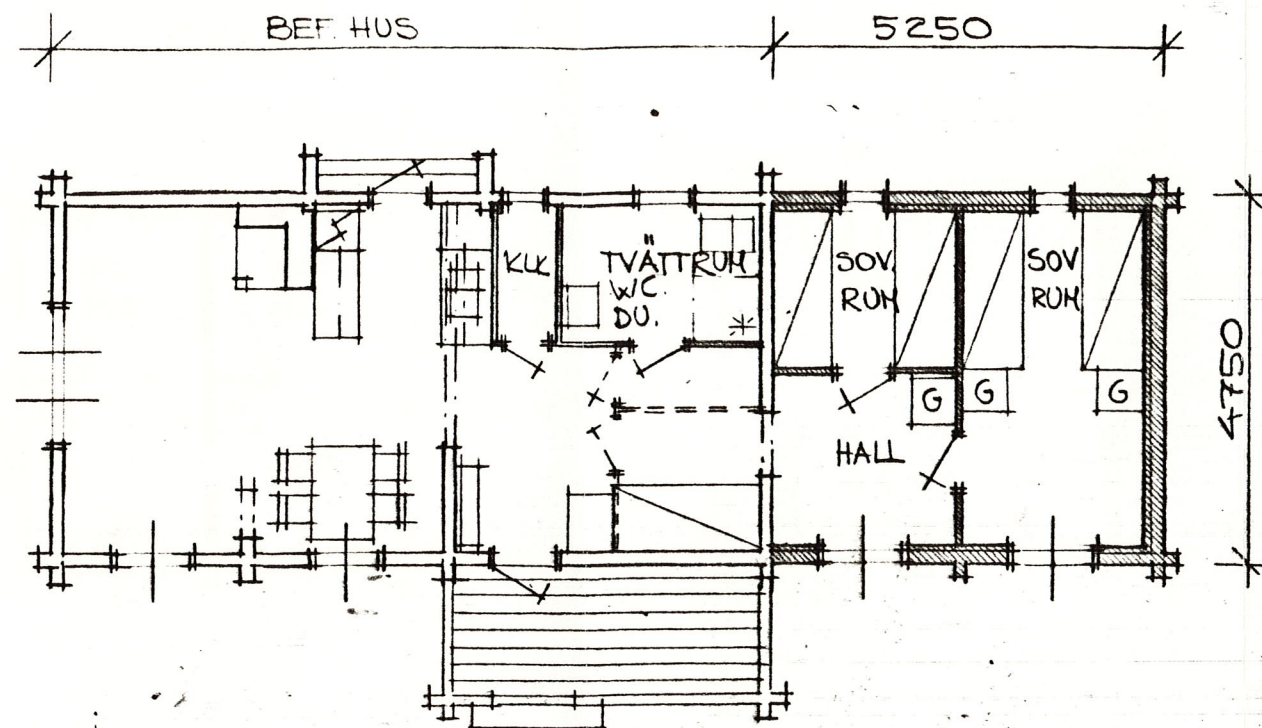 BEF. HUS
5250
KLK
TVÄTTRUM
WC.
DU.
SOV.
RUM
SOV
RUM
4750
G
G
G
HALL